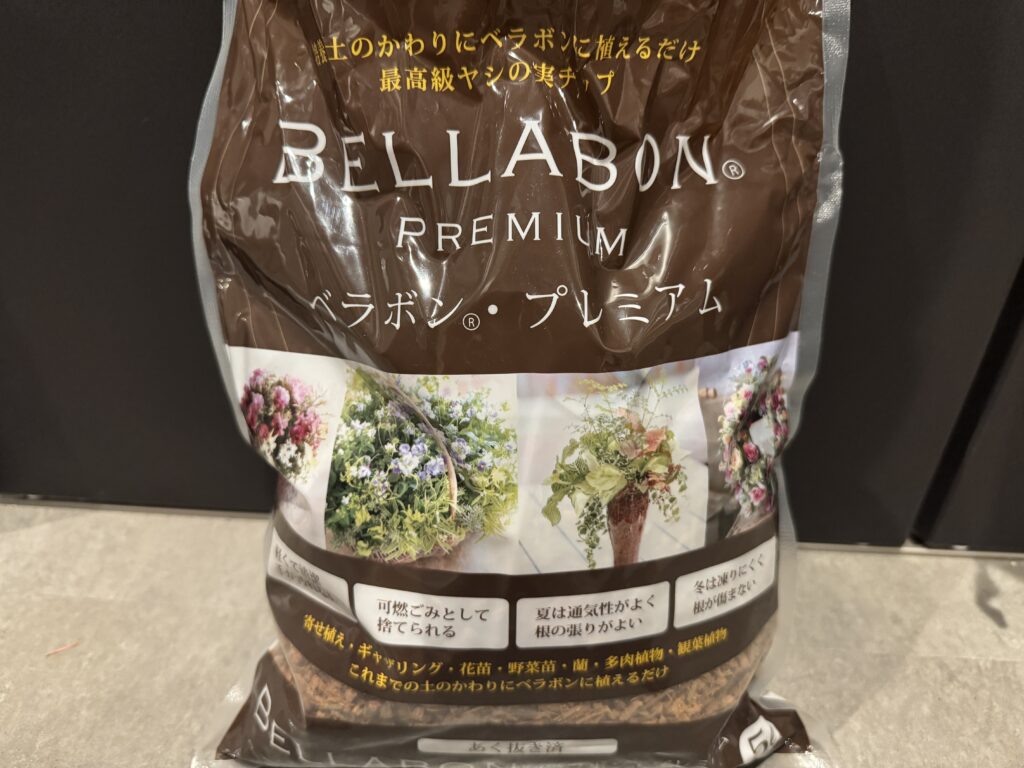 土のかわりにベラボンに植えるだけ
最高級ヤシの実チップ
BELLABON®
PREMIUM
ベラボン®・プレミアム
軽くて
可燃ごみとして
捨てられる
夏は通気性がよく
根の張りがよい
冬は凍りにくく
根が傷まない
寄せ植え・ギャザリング・花苗・野菜苗・蘭・多肉植物・観葉植物
これまでの土のかわりにベラボンに植えるだけ
あく抜き済
BELLABON